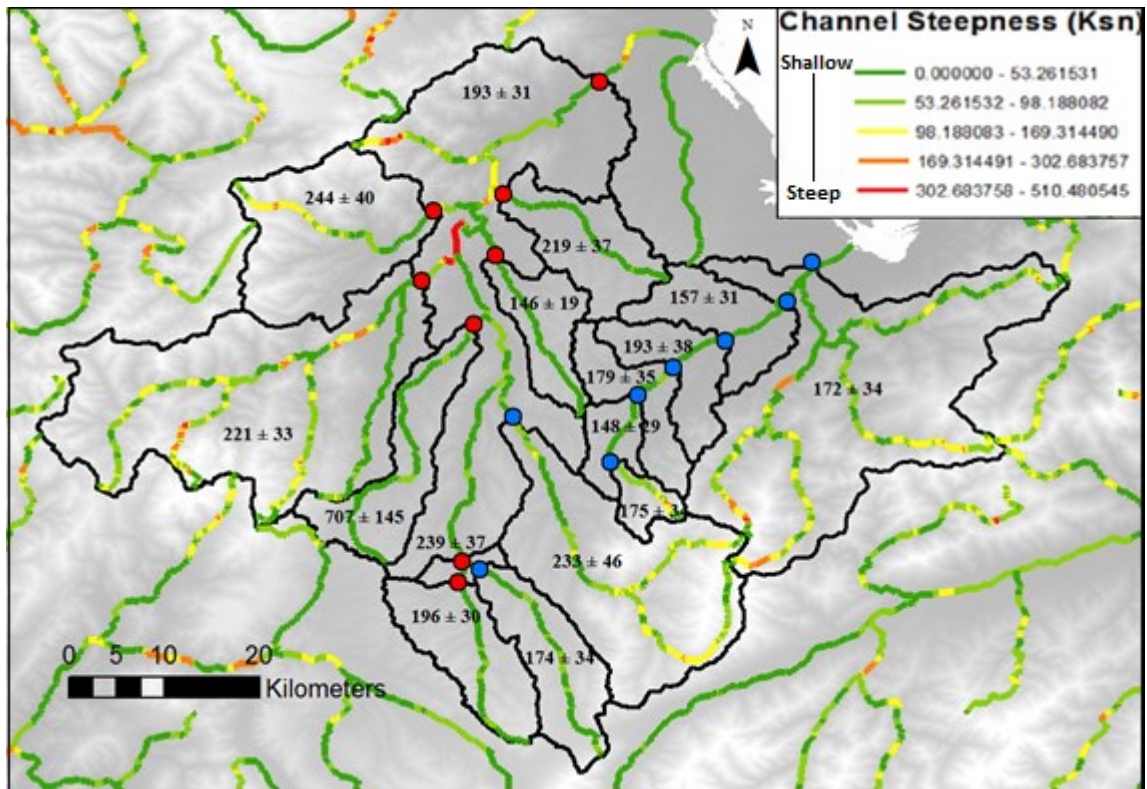 Channel Steepness (Ksn)
N
Shallow
0.000000 - 53.261531
53.261532 - 98.188082
98.188083 - 169.314490
169.314491 - 302.683757
Steep
302.683758 - 510.480545
193 ± 31
244 ± 40
219 ± 37
146 ± 19
157 ± 31
193 ± 38
179 ± 35
172 ± 34
148 ± 29
221 ± 33
175 ±
707 ± 145
239 ± 37
233 ± 46
196 ± 30
174 ± 34
0 5 10 20
Kilometers